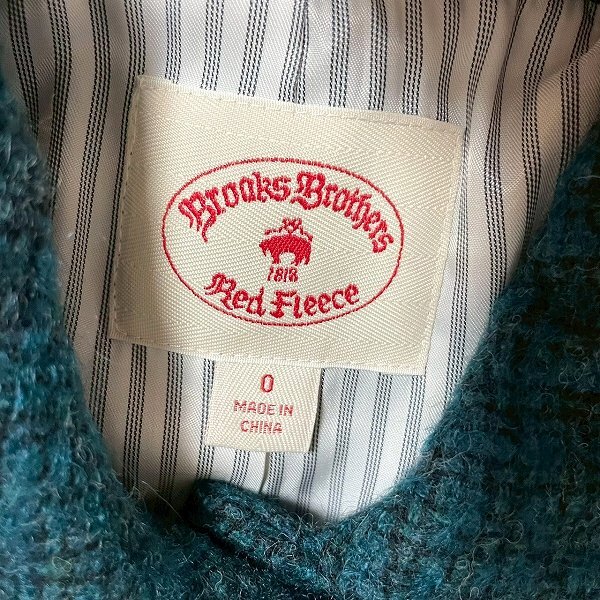 Brooks Brothers
1818
Red Fleece
0
MADE IN
CHINA